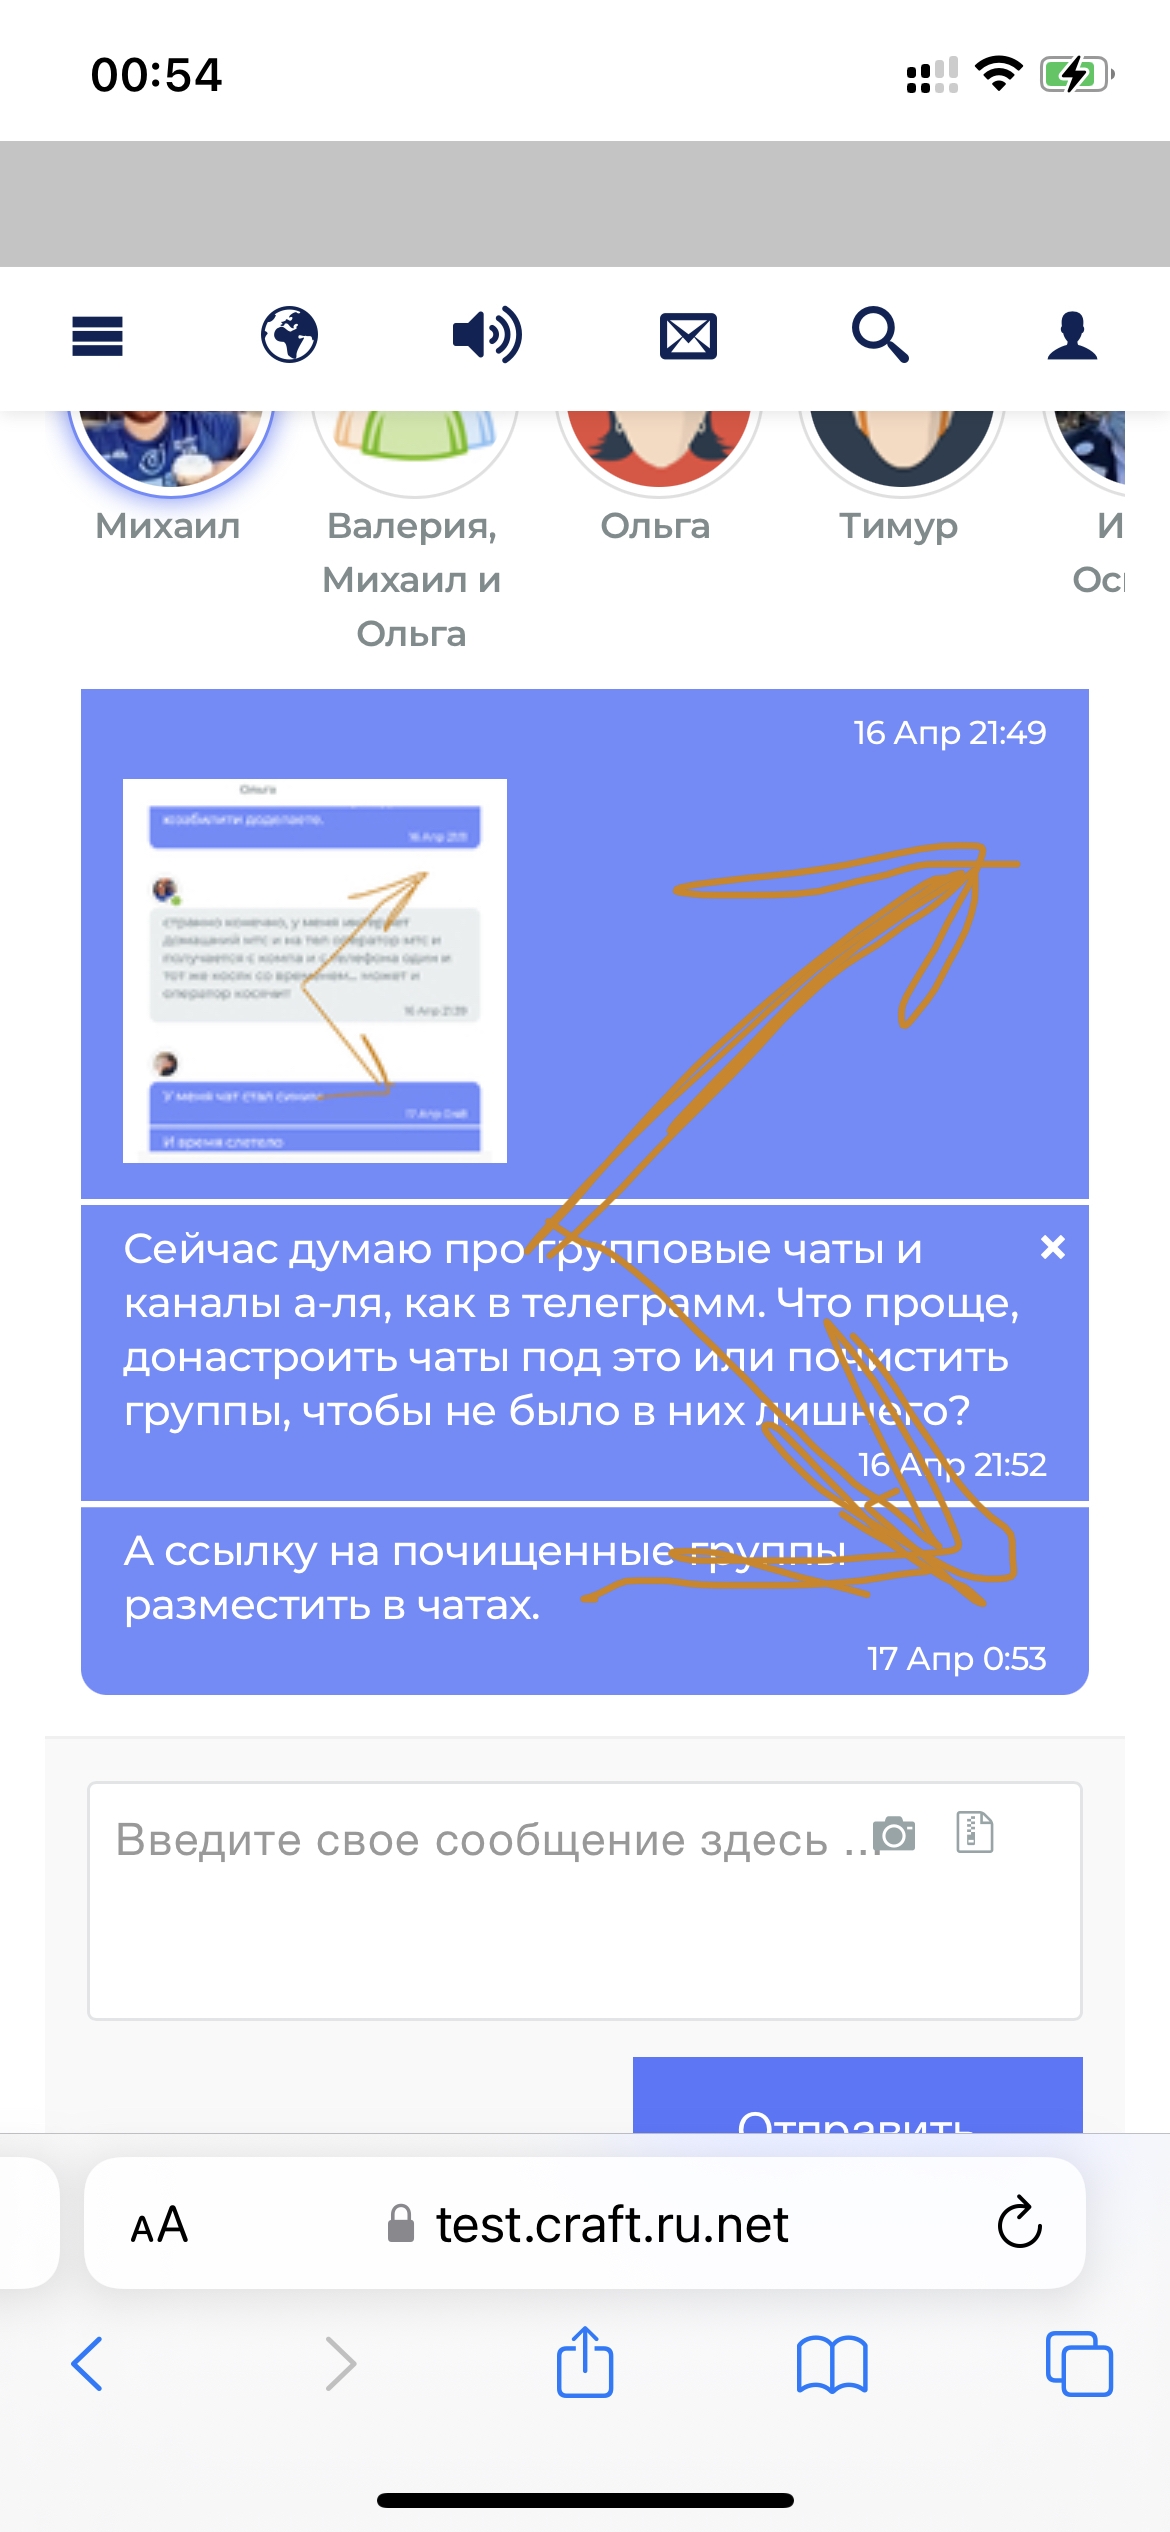 00:54
Михаил
Валерия,
Михаил и
Ольга
Ольга
Тимур
И
Ос
16 Апр 21:49
Ольга
юзабилити доделаете.
16 Апр 21:11
странно конечно, у меня интернет
домашний мтс и на тел оператор мтс и
получается с компа и с телефона один и
тот же косяк со временем... может и
оператор косячит
16 Апр 21:39
У меня чат стал синим
17 Апр 0:48
И время слетело
Сейчас думаю про групповые чаты и
каналы а-ля, как в телеграмм. Что проще,
донастроить чаты под это или почистить
группы, чтобы не было в них лишнего?
16 Апр 21:52
А ссылку на почищенные группы
разместить в чатах.
17 Апр 0:53
Введите свое сообщение здесь ...
Отправить
AA
test.craft.ru.net